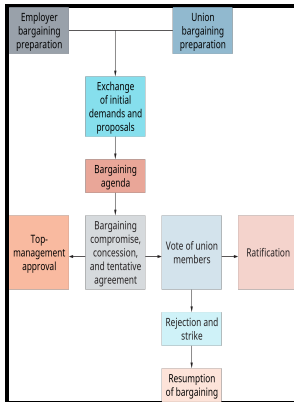 Employer
bargaining
preparation
Union
bargaining
preparation
Exchange
of initial
demands and
proposals
Bargaining
agenda
Top-
management
approval
Bargaining
compromise,
concession,
and tentative
agreement
Vote of union
members
Ratification
Rejection and
strike
Resumption
of bargaining